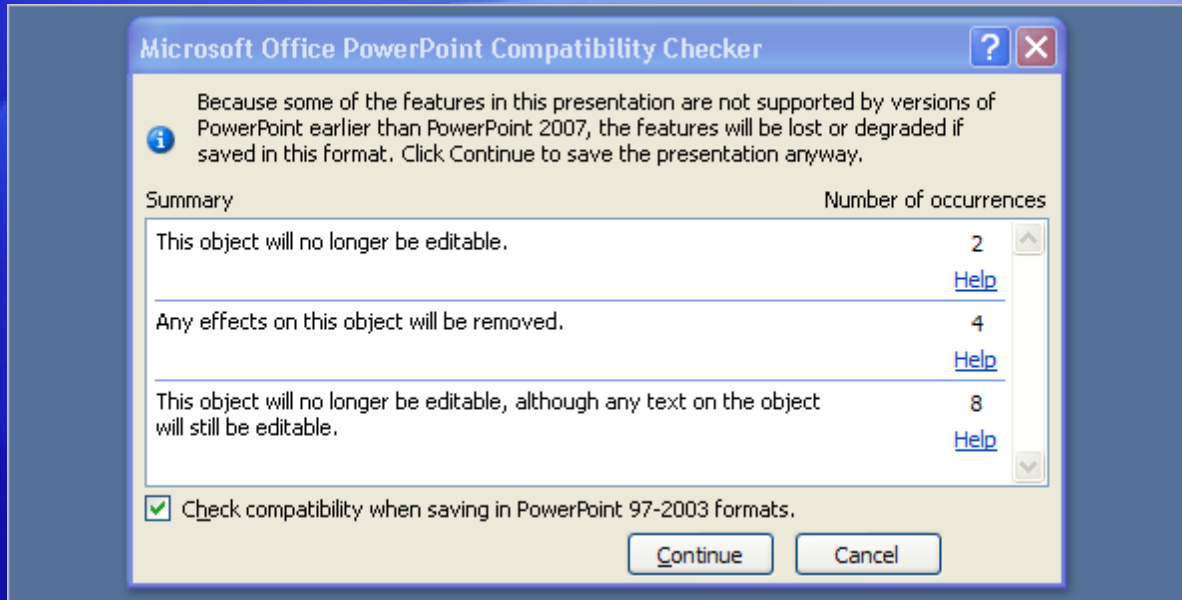 Microsoft Office PowerPoint Compatibility Checker
Because some of the features in this presentation are not supported by versions of
PowerPoint earlier than PowerPoint 2007, the features will be lost or degraded if
saved in this format. Click Continue to save the presentation anyway.
Summary Number of occurrences
This object will no longer be editable. 2
Help
Any effects on this object will be removed. 4
Help
This object will no longer be editable, although any text on the object 8
will still be editable.
Help
Check compatibility when saving in PowerPoint 97-2003 formats.
Continue Cancel